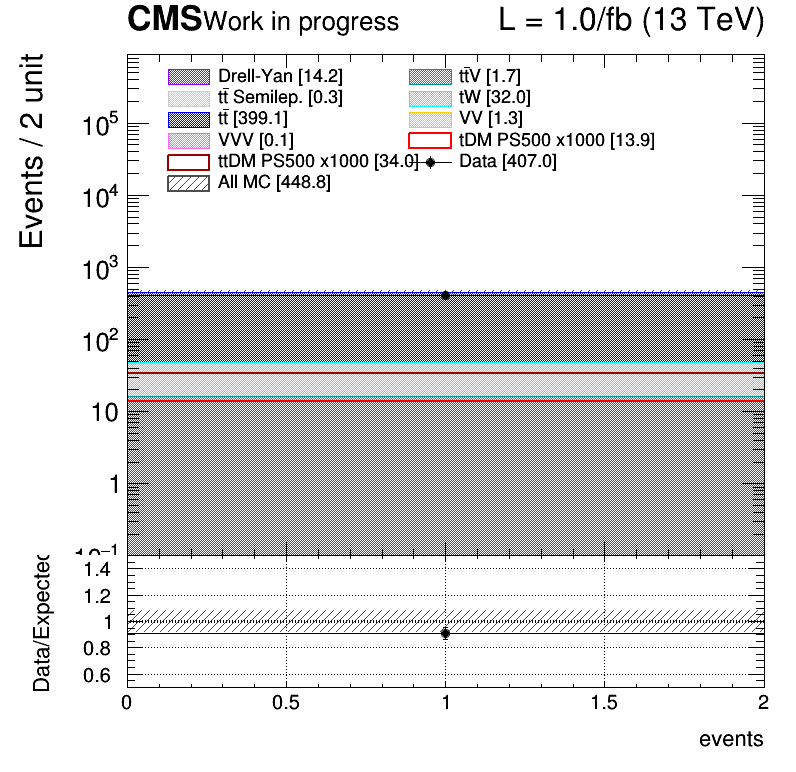 CMS Work in progress L = 1.0/fb (13 TeV)
Events / 2 unit
Drell-Yan [14.2] tt̄V [1.7]
tt̄ Semilep. [0.3] tW [32.0]
tt̄ [399.1] VV [1.3]
VVV [0.1] tDM PS500 x1000 [13.9]
ttDM PS500 x1000 [34.0] Data [407.0]
All MC [448.8]
10⁵
10⁴
10³
10²
10
1
10⁻¹
Data/Expected
1.4
1.2
1
0.8
0.6
0 0.5 1 1.5 2
events